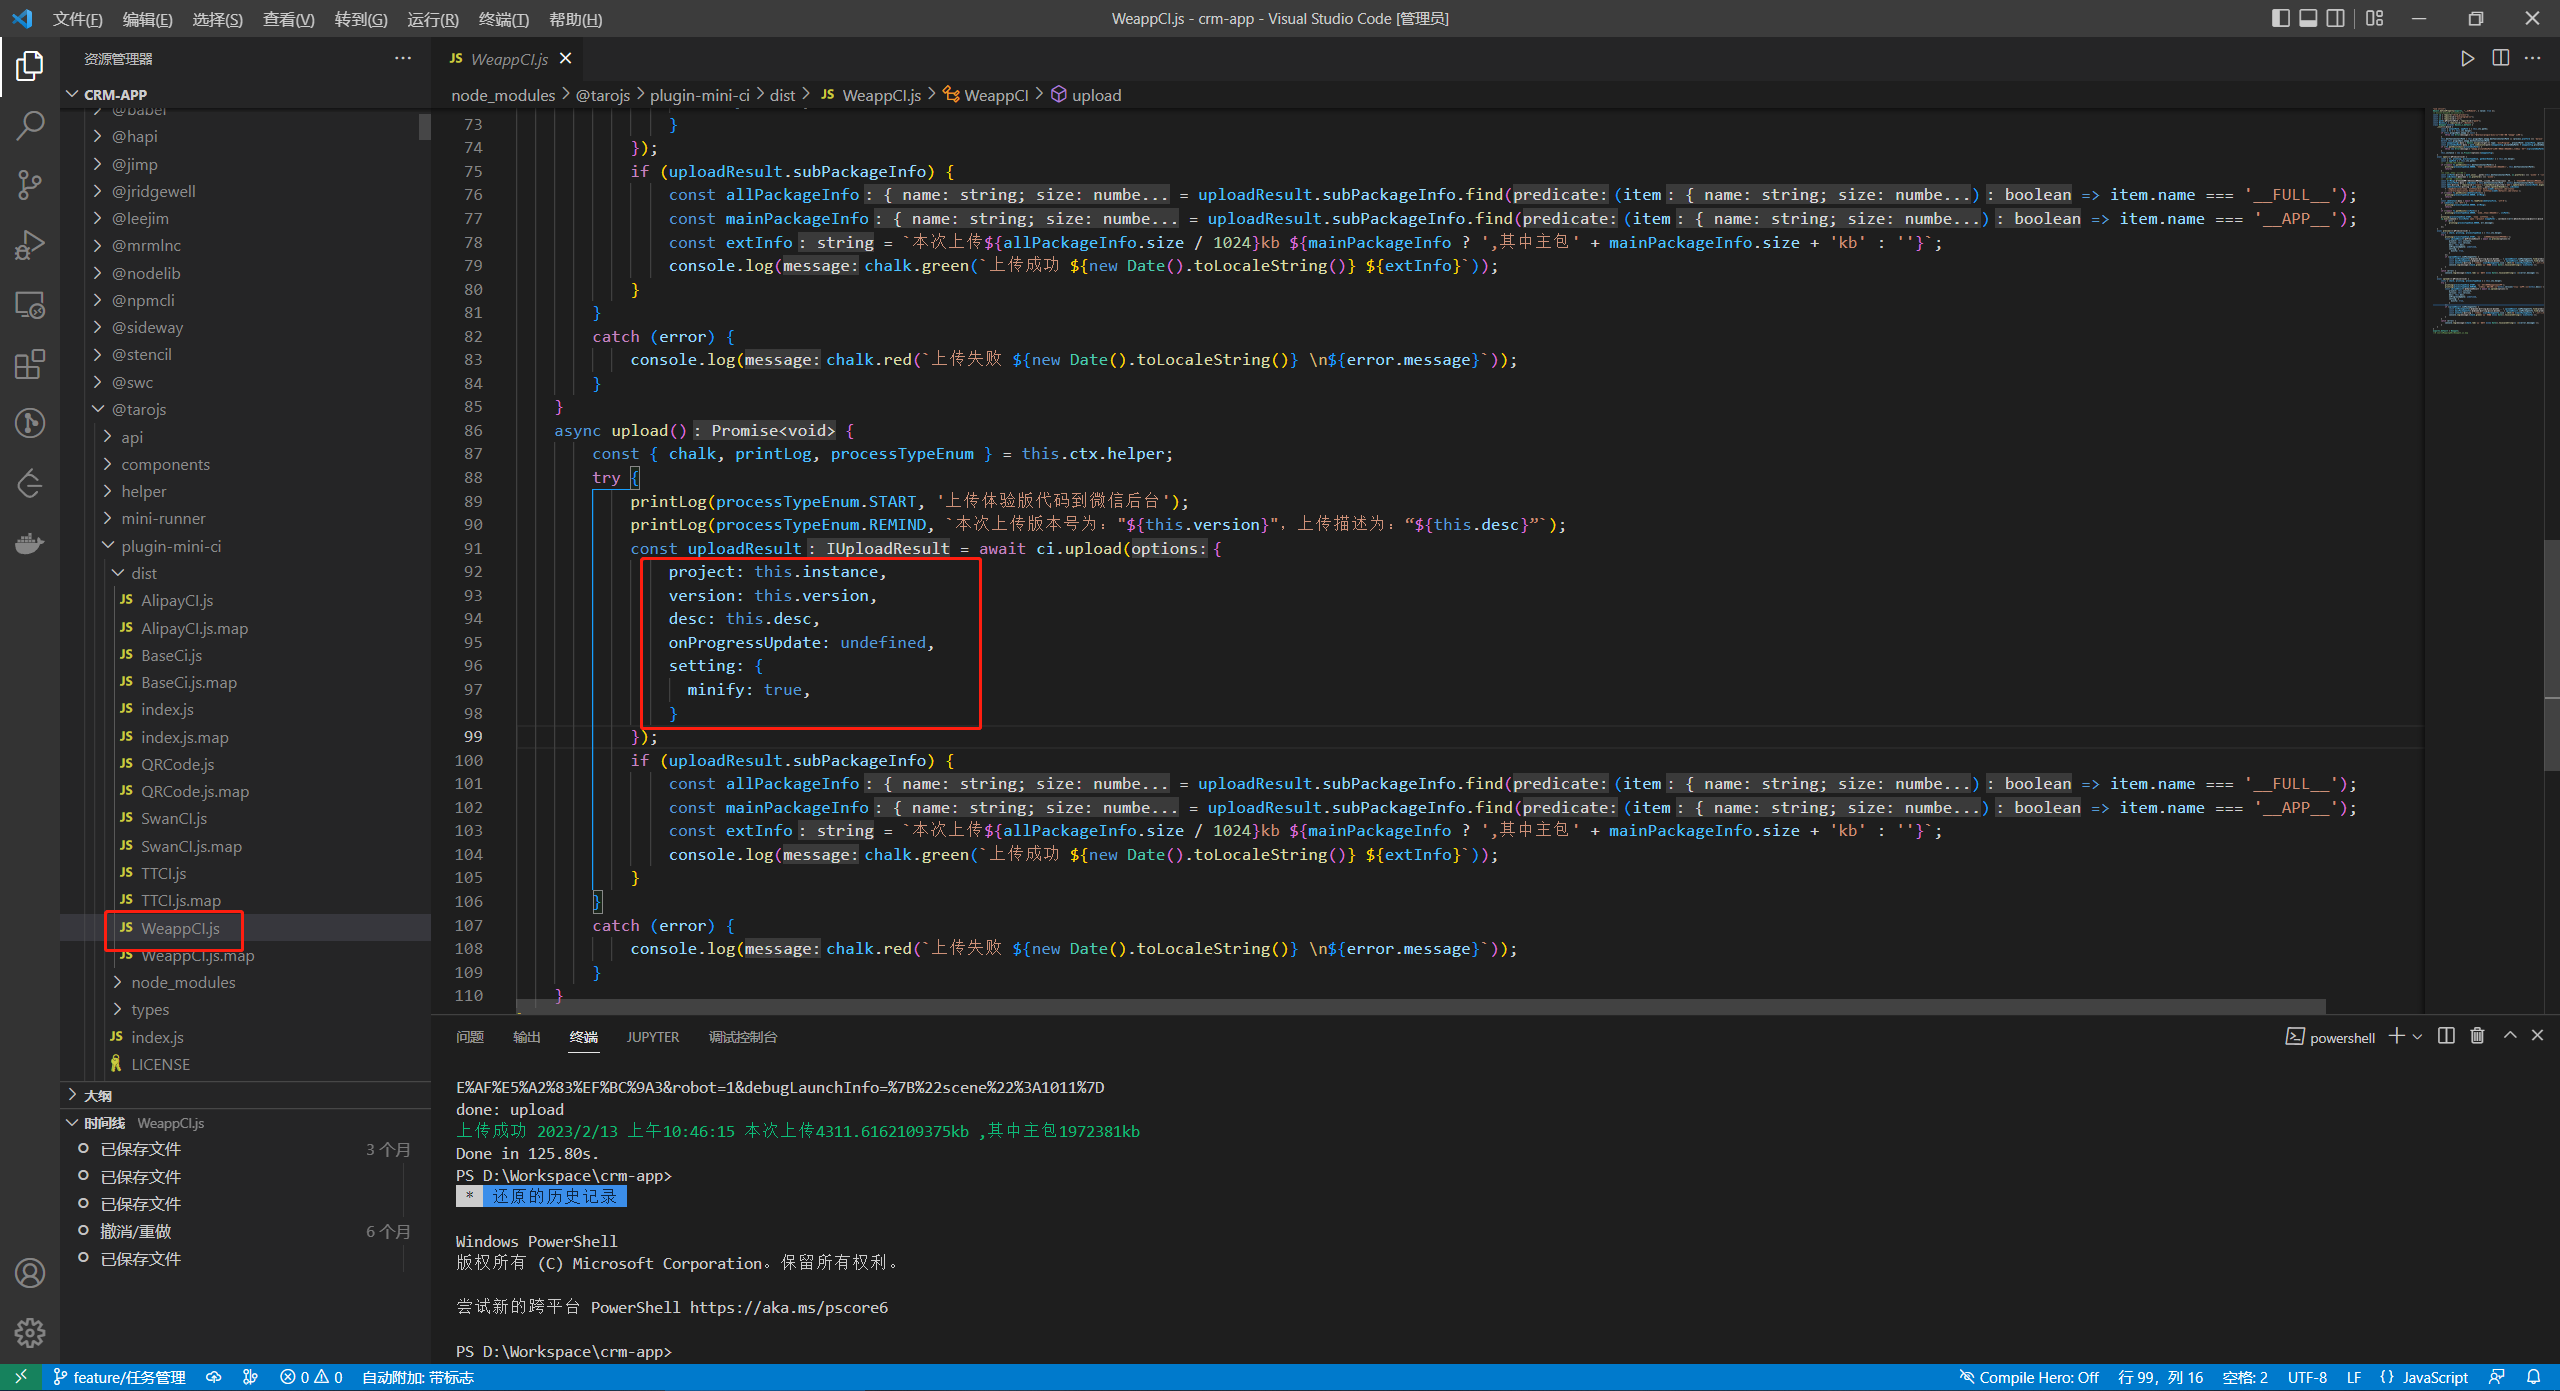 文件(F) 编辑(E) 选择(S) 查看(V) 转到(G) 运行(R) 终端(T) 帮助(H)
WeappCI.js - crm-app - Visual Studio Code [管理员]
资源管理器
CRM-APP
@babel
@hapi
@jimp
@jridgewell
@leejim
@mrmlnc
@nodelib
@npmcli
@sideway
@stencil
@swc
@tarojs
api
components
helper
mini-runner
plugin-mini-ci
dist
JS AlipayCI.js
JS AlipayCI.js.map
JS BaseCi.js
JS BaseCi.js.map
JS index.js
JS index.js.map
JS QRCode.js
JS QRCode.js.map
JS SwanCI.js
JS SwanCI.js.map
JS TTCI.js
JS TTCI.js.map
JS WeappCI.js
JS WeappCI.js.map
node_modules
types
JS index.js
LICENSE
大纲
时间线 WeappCI.js
已保存文件 3 个月
已保存文件
已保存文件
撤消/重做 6 个月
已保存文件
JS WeappCI.js
node_modules > @tarojs > plugin-mini-ci > dist > JS WeappCI.js > WeappCI > upload
73 }
74 });
75 if (uploadResult.subPackageInfo) {
76 const allPackageInfo: { name: string; size: numbe... = uploadResult.subPackageInfo.find(predicate: (item: { name: string; size: numbe...): boolean => item.name === '__FULL__');
77 const mainPackageInfo: { name: string; size: numbe... = uploadResult.subPackageInfo.find(predicate: (item: { name: string; size: numbe...): boolean => item.name === '__APP__');
78 const extInfo: string = `本次上传${allPackageInfo.size / 1024}kb ${mainPackageInfo ? ',其中主包' + mainPackageInfo.size + 'kb' : ''}`;
79 console.log(message: chalk.green(`上传成功 ${new Date().toLocaleString()} ${extInfo}`));
80 }
81 }
82 catch (error) {
83 console.log(message: chalk.red(`上传失败 ${new Date().toLocaleString()} \n${error.message}`));
84 }
85 }
86 async upload(): Promise<void> {
87 const { chalk, printLog, processTypeEnum } = this.ctx.helper;
88 try {
89 printLog(processTypeEnum.START, '上传体验版代码到微信后台');
90 printLog(processTypeEnum.REMIND, `本次上传版本号为："${this.version}"，上传描述为：“${this.desc}”`);
91 const uploadResult: IUploadResult = await ci.upload(options: {
92 project: this.instance,
93 version: this.version,
94 desc: this.desc,
95 onProgressUpdate: undefined,
96 setting: {
97 minify: true,
98 }
99 });
100 if (uploadResult.subPackageInfo) {
101 const allPackageInfo: { name: string; size: numbe... = uploadResult.subPackageInfo.find(predicate: (item: { name: string; size: numbe...): boolean => item.name === '__FULL__');
102 const mainPackageInfo: { name: string; size: numbe... = uploadResult.subPackageInfo.find(predicate: (item: { name: string; size: numbe...): boolean => item.name === '__APP__');
103 const extInfo: string = `本次上传${allPackageInfo.size / 1024}kb ${mainPackageInfo ? ',其中主包' + mainPackageInfo.size + 'kb' : ''}`;
104 console.log(message: chalk.green(`上传成功 ${new Date().toLocaleString()} ${extInfo}`));
105 }
106 }
107 catch (error) {
108 console.log(message: chalk.red(`上传失败 ${new Date().toLocaleString()} \n${error.message}`));
109 }
110 }
问题 输出 终端 JUPYTER 调试控制台
powershell
E%AF%E5%A2%83%EF%BC%9A3&robot=1&debugLaunchInfo=%7B%22scene%22%3A1011%7D
done: upload
上传成功 2023/2/13 上午10:46:15 本次上传4311.6162109375kb ,其中主包1972381kb
Done in 125.80s.
PS D:\Workspace\crm-app>
* 还原的历史记录
Windows PowerShell
版权所有 (C) Microsoft Corporation。保留所有权利。
尝试新的跨平台 PowerShell https://aka.ms/pscore6
PS D:\Workspace\crm-app>
feature/任务管理 0 0 自动附加: 带标志
Compile Hero: Off 行 99，列 16 空格: 2 UTF-8 LF {} JavaScript